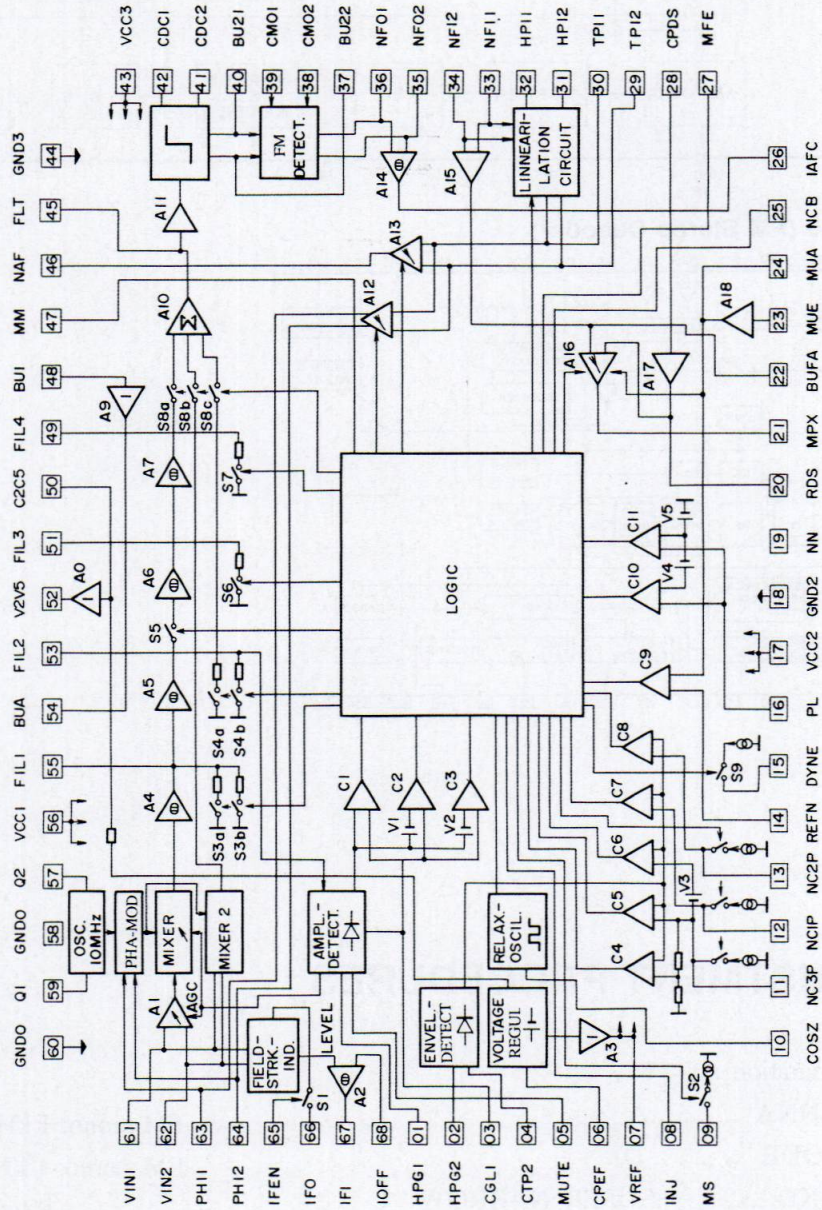 GNDO
Q1
GNDO
Q2
VCC1
FIL1
BUA
FIL2
V2V5
FIL3
C2C5
FIL4
BUI
MM
NAF
FLT
GND3
60
59
58
57
56
55
54
53
52
51
50
49
48
47
46
45
44
VCC3
CDC1
CDC2
BU21
CMO1
CMO2
BU22
NFO1
NFO2
NF12
NF11
HP11
HP12
TP11
TP12
CPDS
MFE
43
42
41
40
39
38
37
36
35
34
33
32
31
30
29
28
27
VIN1
VIN2
PHI1
PHI2
IFEN
IFO
IFI
IOFF
HPG1
HPG2
CGL1
CTP2
MUTE
CPEF
VREF
INJ
MS
61
62
63
64
65
66
67
68
01
02
03
04
05
06
07
08
09
OSC.
10MHz
PHA-MOD
MIXER
MIXER 2
A1
AGC
A4
A5
A6
A7
A0
A9
A10
Σ
A11
FM
DETECT.
A14
A15
LINEARI-
LATION
CIRCUIT
A13
A12
S3a
S3b
S4a
S4b
S5
S6
S7
S8a
S8b
S8c
FIELD-
STRK.-
IND.
LEVEL
S1
A2
AMPL.-
DETECT.
ENVEL.-
DETECT
VOLTAGE
REGUL
RELAX.-
OSCIL.
A3
C1
C2
C3
V1
V2
LOGIC
C4
C5
C6
C7
C8
C9
C10
C11
V3
V4
V5
S2
S9
A16
A17
A18
10
11
12
13
14
15
16
17
18
19
20
21
22
23
24
25
26
COSZ
NC3P
NC1P
NC2P
REFN
DYNE
PL
VCC2
GND2
NN
RDS
MPX
BUFA
MUE
MUA
NCB
IAFC